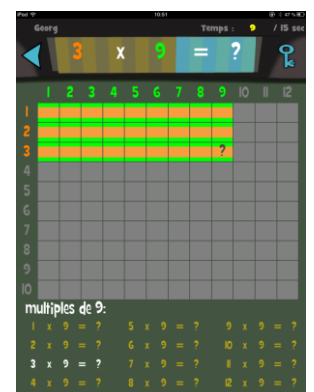 iPad 10:51 47 %
Georg Temps : 9 / 15 sec
3 x 9 = ?
1 2 3 4 5 6 7 8 9 10 11 12
1
2
3 ?
4
5
6
7
8
9
10
multiples de 9:
1 x 9 = ? 5 x 9 = ? 9 x 9 = ?
2 x 9 = ? 6 x 9 = ? 10 x 9 = ?
3 x 9 = ? 7 x 9 = ? 11 x 9 = ?
4 x 9 = ? 8 x 9 = ? 12 x 9 = ?